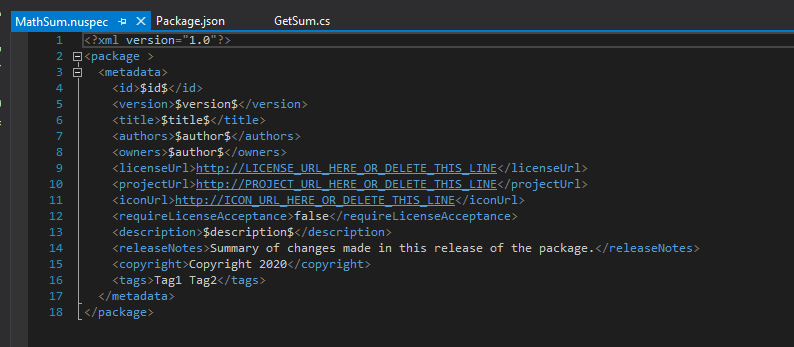 MathSum.nuspec Package.json GetSum.cs
1 <?xml version="1.0"?>
2 <package >
3 <metadata>
4 <id>$id$</id>
5 <version>$version$</version>
6 <title>$title$</title>
7 <authors>$author$</authors>
8 <owners>$author$</owners>
9 <licenseUrl>http://LICENSE_URL_HERE_OR_DELETE_THIS_LINE</licenseUrl>
10 <projectUrl>http://PROJECT_URL_HERE_OR_DELETE_THIS_LINE</projectUrl>
11 <iconUrl>http://ICON_URL_HERE_OR_DELETE_THIS_LINE</iconUrl>
12 <requireLicenseAcceptance>false</requireLicenseAcceptance>
13 <description>$description$</description>
14 <releaseNotes>Summary of changes made in this release of the package.</releaseNotes>
15 <copyright>Copyright 2020</copyright>
16 <tags>Tag1 Tag2</tags>
17 </metadata>
18 </package>